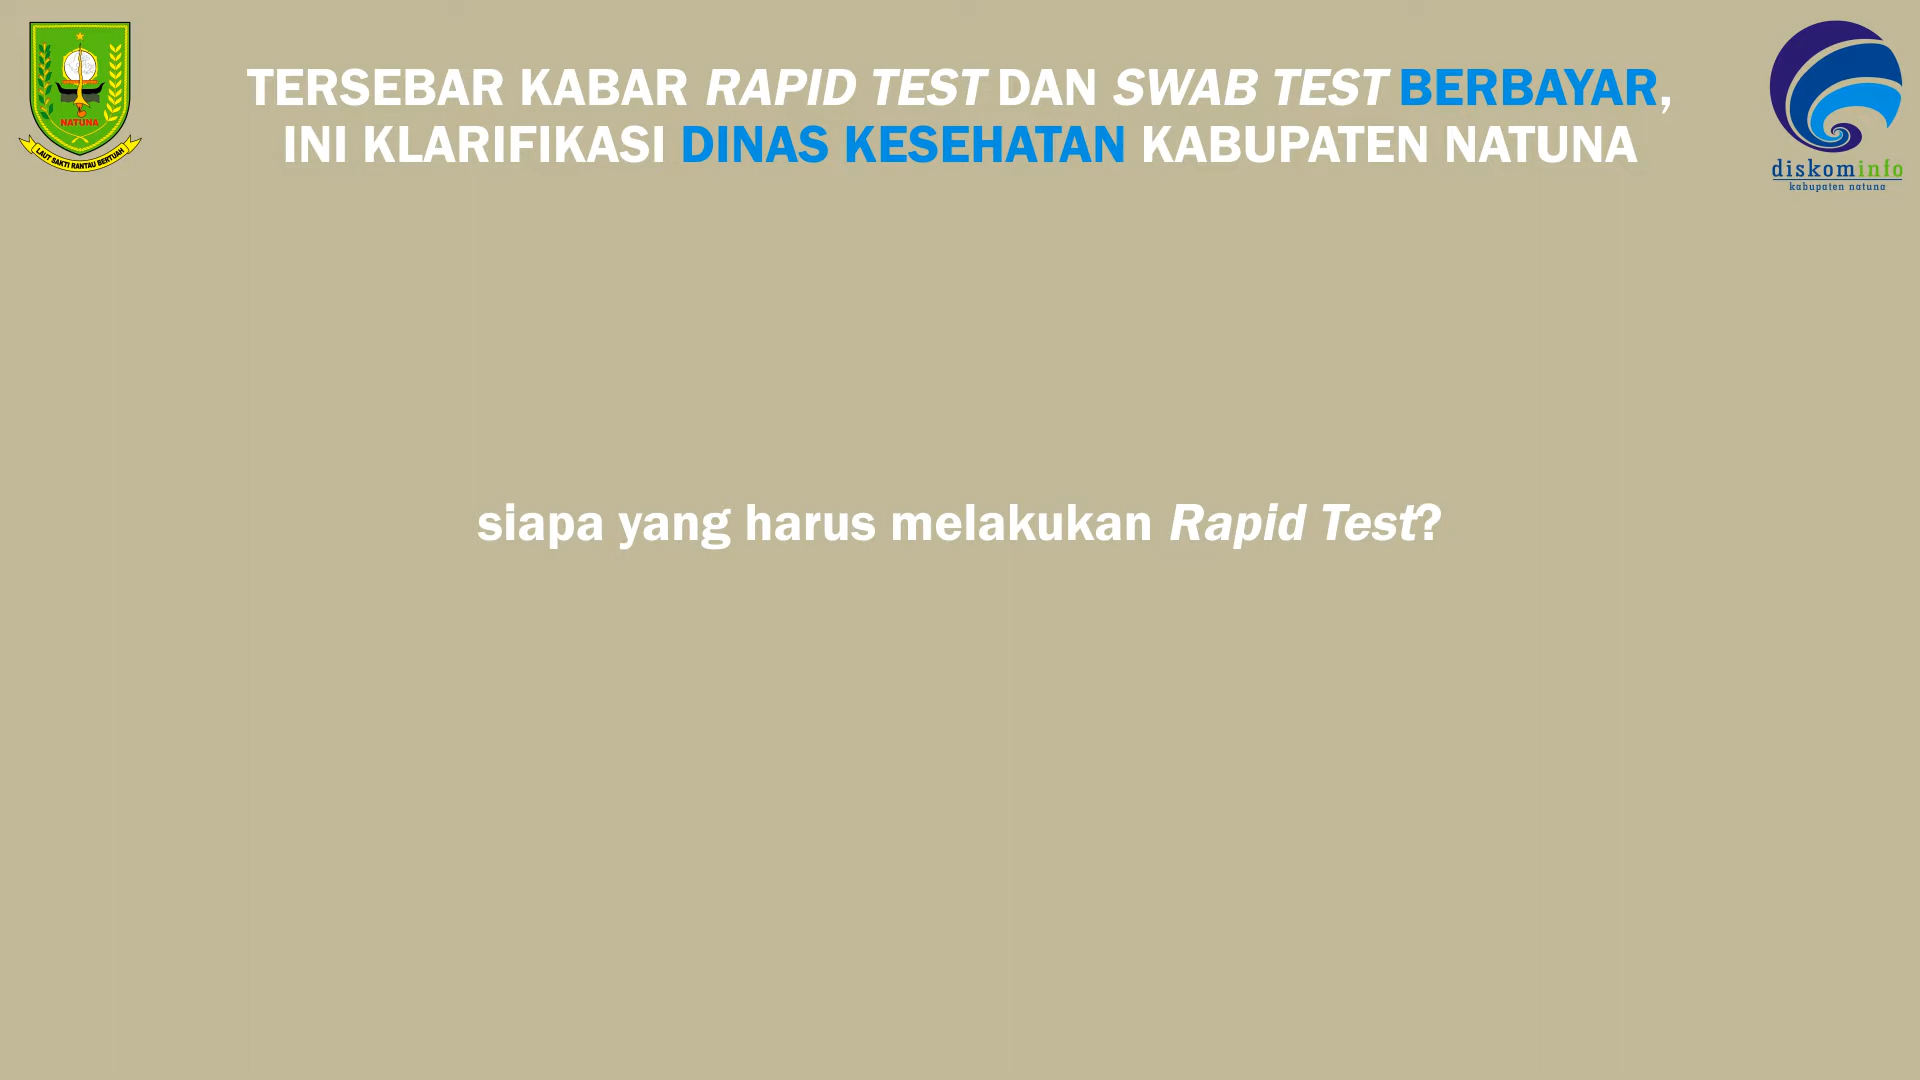 TERSEBAR KABAR RAPID TEST DAN SWAB TEST BERBAYAR,
INI KLARIFIKASI DINAS KESEHATAN KABUPATEN NATUNA
NATUNA
LAUT SAKTI RANTAU BERTUAH
diskominfo
kabupaten natuna
siapa yang harus melakukan Rapid Test?